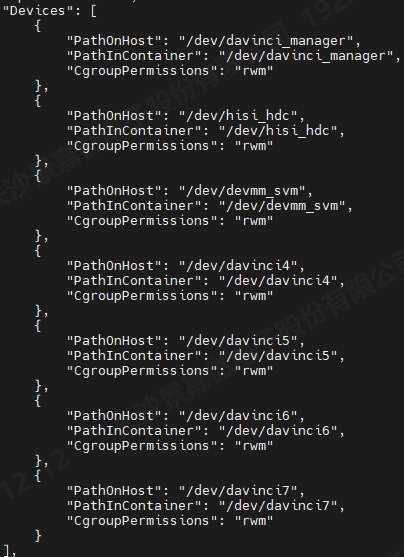 "Devices": [
{
"PathOnHost": "/dev/davinci_manager",
"PathInContainer": "/dev/davinci_manager",
"CgroupPermissions": "rwm"
},
{
"PathOnHost": "/dev/hisi_hdc",
"PathInContainer": "/dev/hisi_hdc",
"CgroupPermissions": "rwm"
},
{
"PathOnHost": "/dev/devmm_svm",
"PathInContainer": "/dev/devmm_svm",
"CgroupPermissions": "rwm"
},
{
"PathOnHost": "/dev/davinci4",
"PathInContainer": "/dev/davinci4",
"CgroupPermissions": "rwm"
},
{
"PathOnHost": "/dev/davinci5",
"PathInContainer": "/dev/davinci5",
"CgroupPermissions": "rwm"
},
{
"PathOnHost": "/dev/davinci6",
"PathInContainer": "/dev/davinci6",
"CgroupPermissions": "rwm"
},
{
"PathOnHost": "/dev/davinci7",
"PathInContainer": "/dev/davinci7",
"CgroupPermissions": "rwm"
}
],